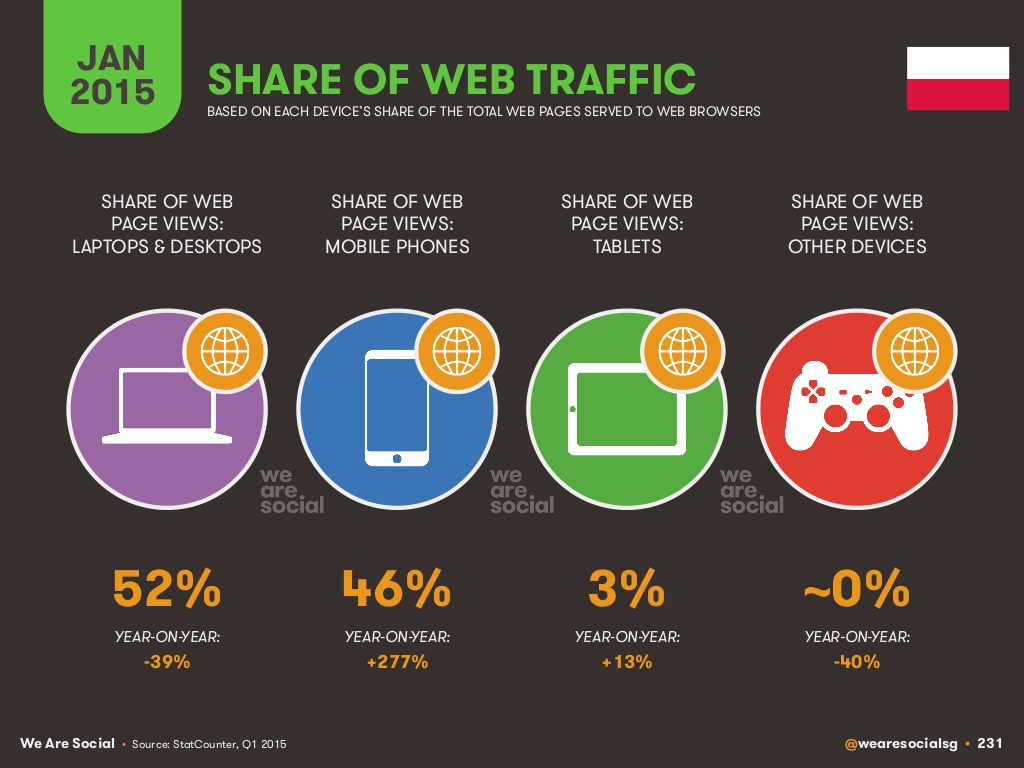 JAN
2015
SHARE OF WEB TRAFFIC
BASED ON EACH DEVICE'S SHARE OF THE TOTAL WEB PAGES SERVED TO WEB BROWSERS
SHARE OF WEB
PAGE VIEWS:
LAPTOPS & DESKTOPS
SHARE OF WEB
PAGE VIEWS:
MOBILE PHONES
SHARE OF WEB
PAGE VIEWS:
TABLETS
SHARE OF WEB
PAGE VIEWS:
OTHER DEVICES
we
are
social
we
are
social
we
are
social
52%
YEAR-ON-YEAR:
-39%
46%
YEAR-ON-YEAR:
+277%
3%
YEAR-ON-YEAR:
+13%
~0%
YEAR-ON-YEAR:
-40%
We Are Social • Source: StatCounter, Q1 2015
@wearesocialsg • 231